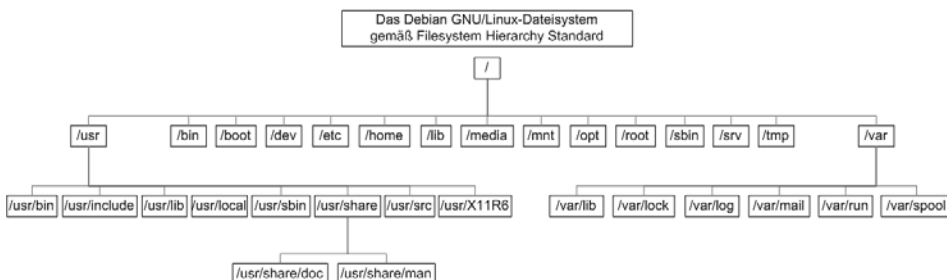 Das Debian GNU/Linux-Dateisystem
gemäß Filesystem Hierarchy Standard
/
/usr /bin /boot /dev /etc /home /lib /media /mnt /opt /root /sbin /srv /tmp /var
/usr/bin /usr/include /usr/lib /usr/local /usr/sbin /usr/share /usr/src /usr/X11R6 /var/lib /var/lock /var/log /var/mail /var/run /var/spool
/usr/share/doc /usr/share/man